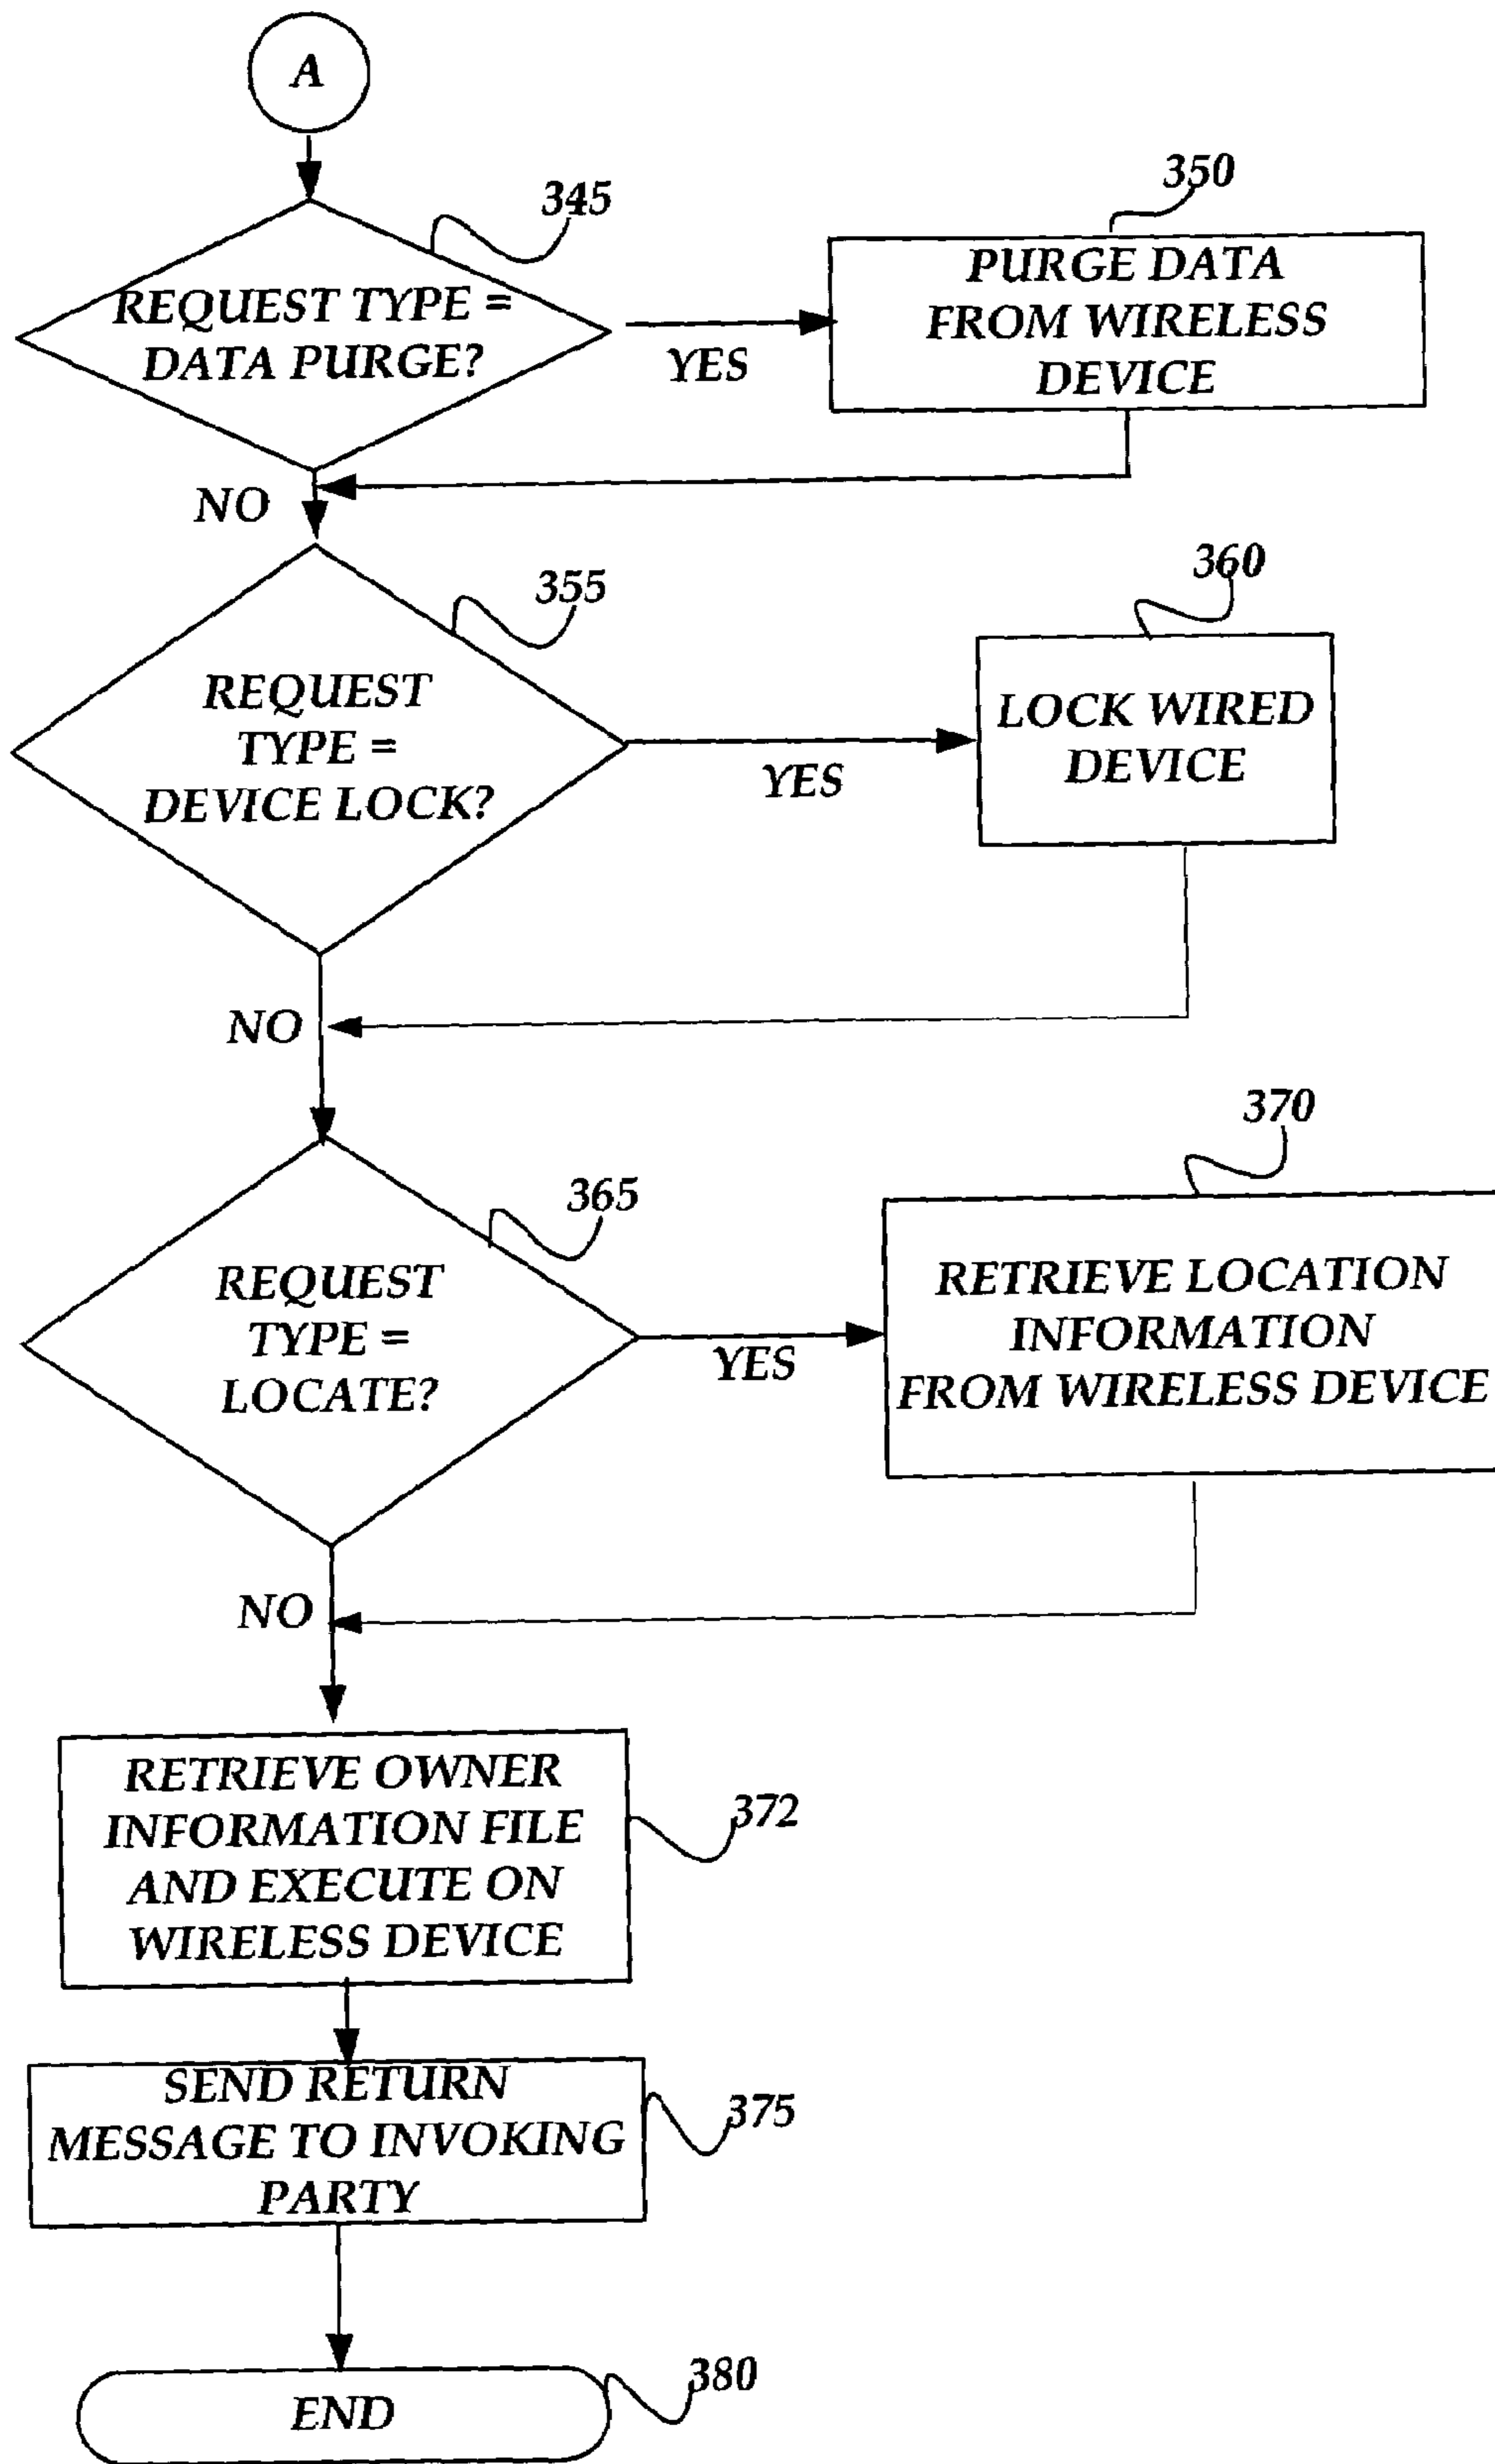 A
345
REQUEST TYPE =
DATA PURGE?
YES
350
PURGE DATA
FROM WIRELESS
DEVICE
NO
355
REQUEST
TYPE =
DEVICE LOCK?
YES
360
LOCK WIRED
DEVICE
NO
365
REQUEST
TYPE =
LOCATE?
YES
370
RETRIEVE LOCATION
INFORMATION
FROM WIRELESS DEVICE
NO
RETRIEVE OWNER
INFORMATION FILE
AND EXECUTE ON
WIRELESS DEVICE
372
SEND RETURN
MESSAGE TO INVOKING
PARTY
375
END
380